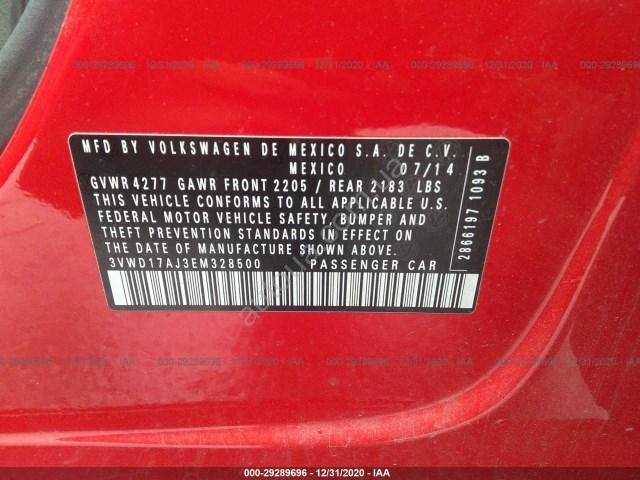 MFD BY VOLKSWAGEN DE MEXICO S.A. DE C.V.
MEXICO 07/14
GVWR 4277 GAWR FRONT 2205 / REAR 2183 LBS
THIS VEHICLE CONFORMS TO ALL APPLICABLE U.S.
FEDERAL MOTOR VEHICLE SAFETY, BUMPER AND
THEFT PREVENTION STANDARDS IN EFFECT ON
THE DATE OF MANUFACTURE SHOWN ABOVE.
3VWD17AJ3EM328500 PASSENGER CAR
2866197 1093 B
000-29289696 - 12/31/2020 - IAA